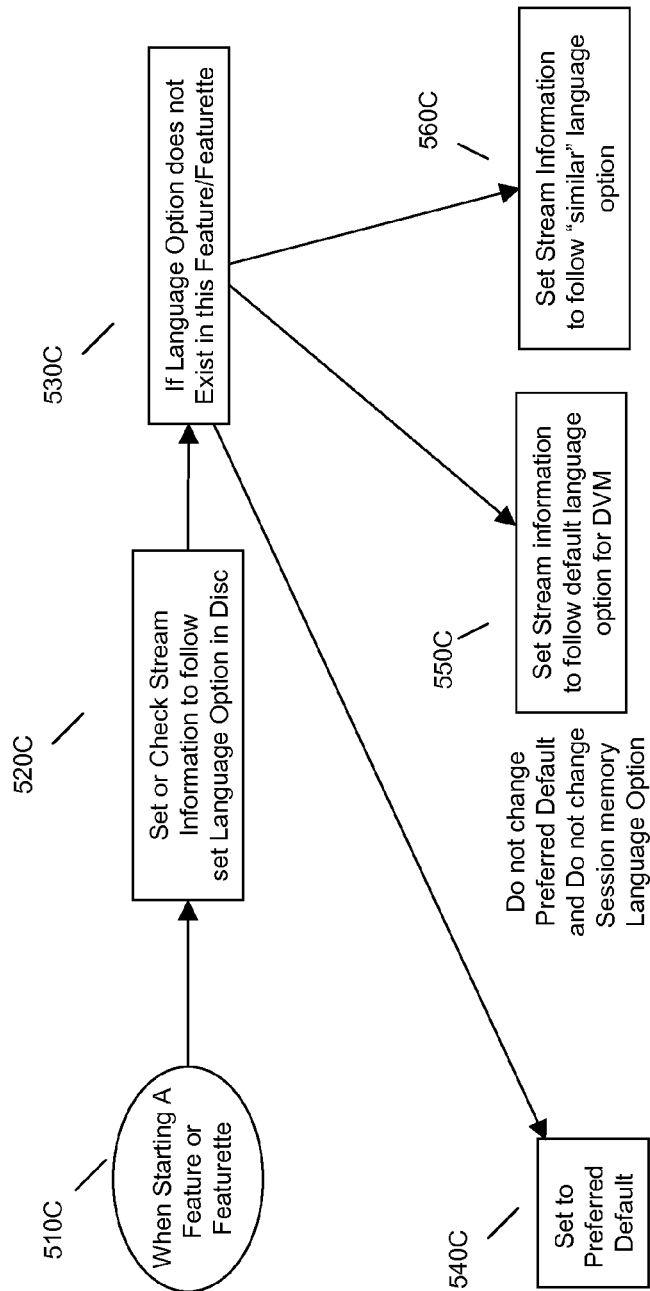 510C
When Starting A
Feature or
Featurette
520C
Set or Check Stream
Information to follow
set Language Option in Disc
530C
If Language Option does not
Exist in this Feature/Featurette
540C
Set to
Preferred
Default
Do not change
Preferred Default
and Do not change
Session memory
Language Option
550C
Set Stream information
to follow default language
option for DVM
560C
Set Stream Information
to follow “similar” language
option